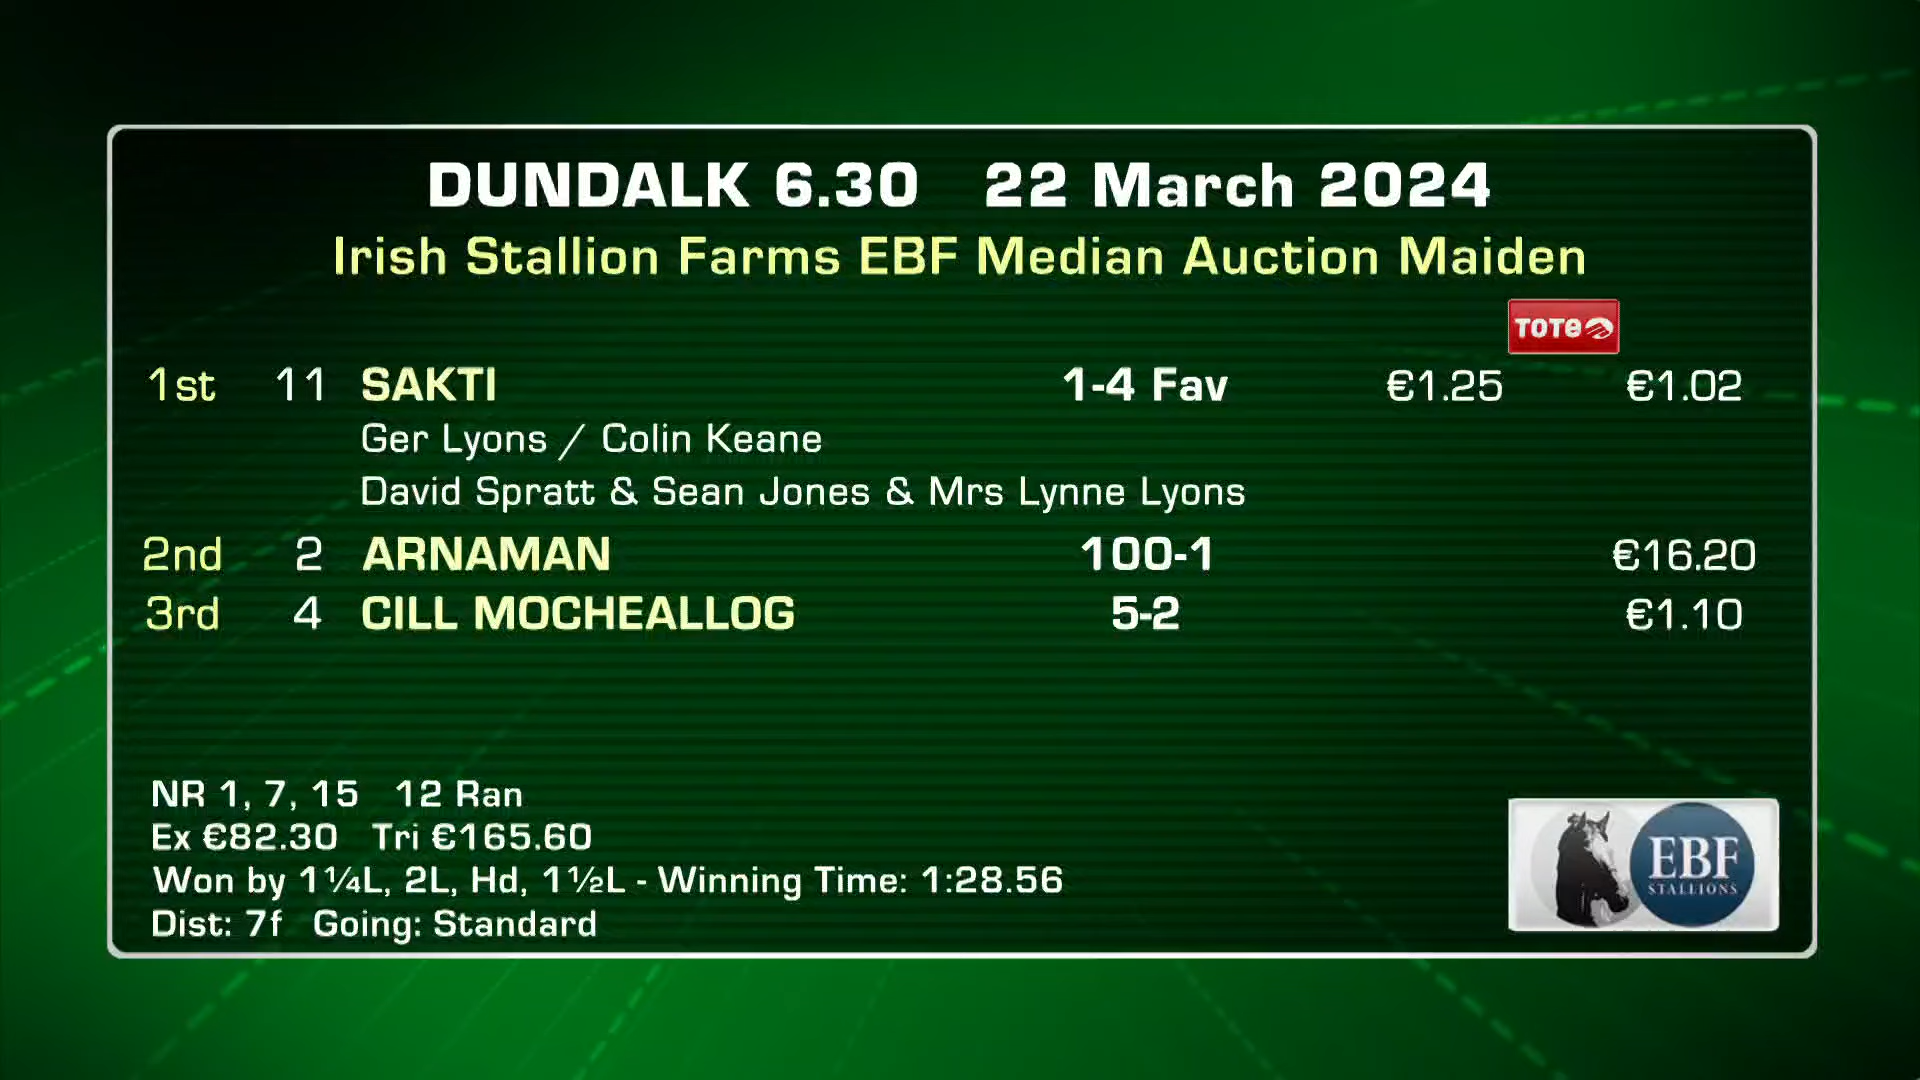 DUNDALK 6.30 22 March 2024
Irish Stallion Farms EBF Median Auction Maiden
TOTE
1st 11 SAKTI 1-4 Fav €1.25 €1.02
Ger Lyons / Colin Keane
David Spratt & Sean Jones & Mrs Lynne Lyons
2nd 2 ARNAMAN 100-1 €16.20
3rd 4 CILL MOCHEALLOG 5-2 €1.10
NR 1, 7, 15 12 Ran
Ex €82.30 Tri €165.60
Won by 1¼L, 2L, Hd, 1½L - Winning Time: 1:28.56
Dist: 7f Going: Standard
EBF
STALLIONS